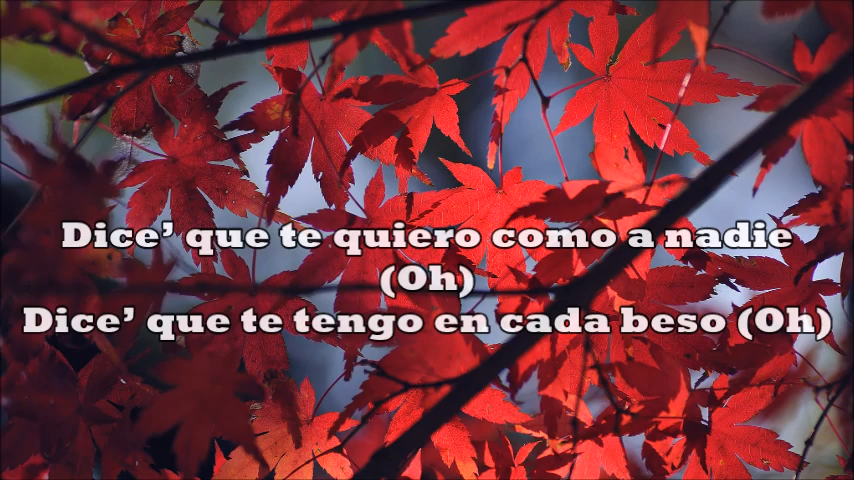 Dice’ que te quiero como a nadie
(Oh)
Dice’ que te tengo en cada beso (Oh)